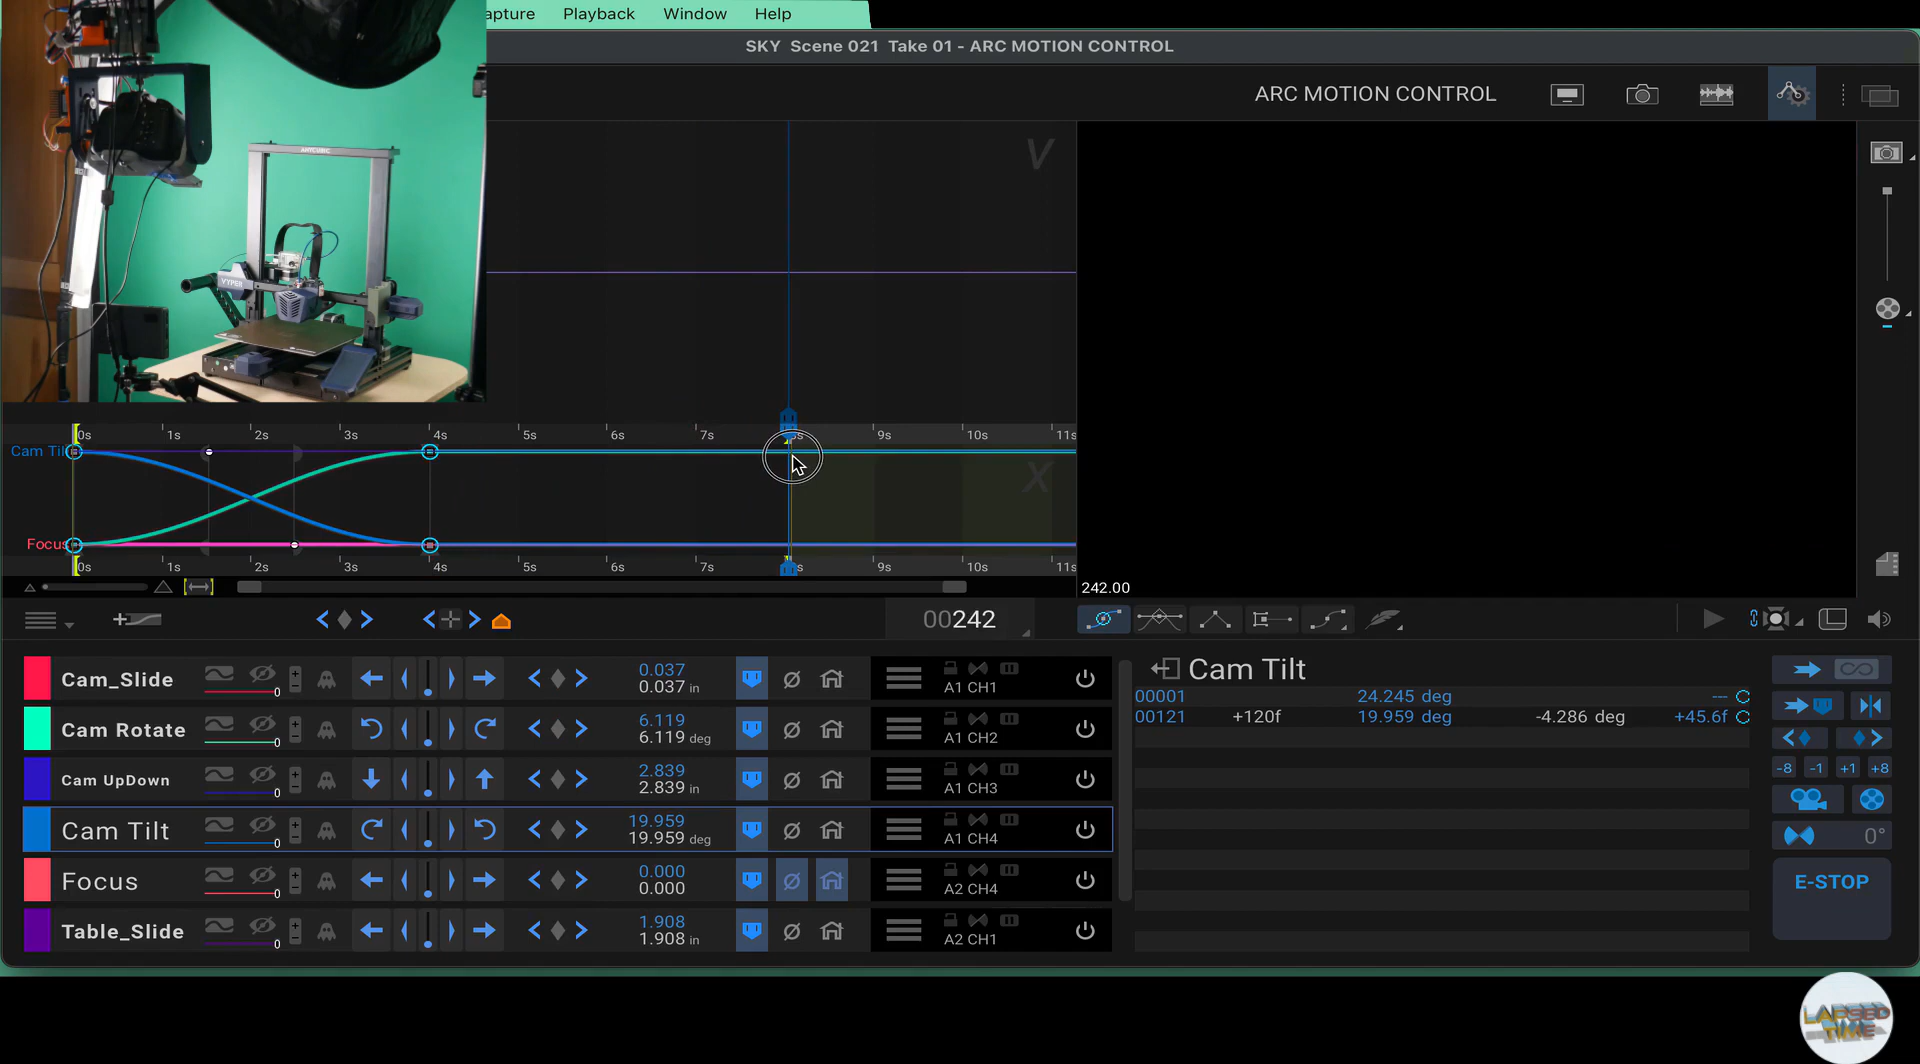 apture Playback Window Help
SKY Scene 021 Take 01 - ARC MOTION CONTROL
ARC MOTION CONTROL
ANYCUBIC
VYPER
V
0s 1s 2s 3s 4s 5s 6s 7s 8s 9s 10s 11s
Cam Til
X
Focus
0s 1s 2s 3s 4s 5s 6s 7s 8s 9s 10s 11s
242.00
00242
Cam_Slide 0 0.037 0.037 in A1 CH1
Cam Rotate 0 6.119 6.119 deg A1 CH2
Cam UpDown 0 2.839 2.839 in A1 CH3
Cam Tilt 0 19.959 19.959 deg A1 CH4
Focus 0 0.000 0.000 A2 CH4
Table_Slide 0 1.908 1.908 in A2 CH1
Cam Tilt
00001 24.245 deg ---
00121 +120f 19.959 deg -4.286 deg +45.6f
-8 -1 +1 +8
0°
E-STOP
LAPSED
TIME